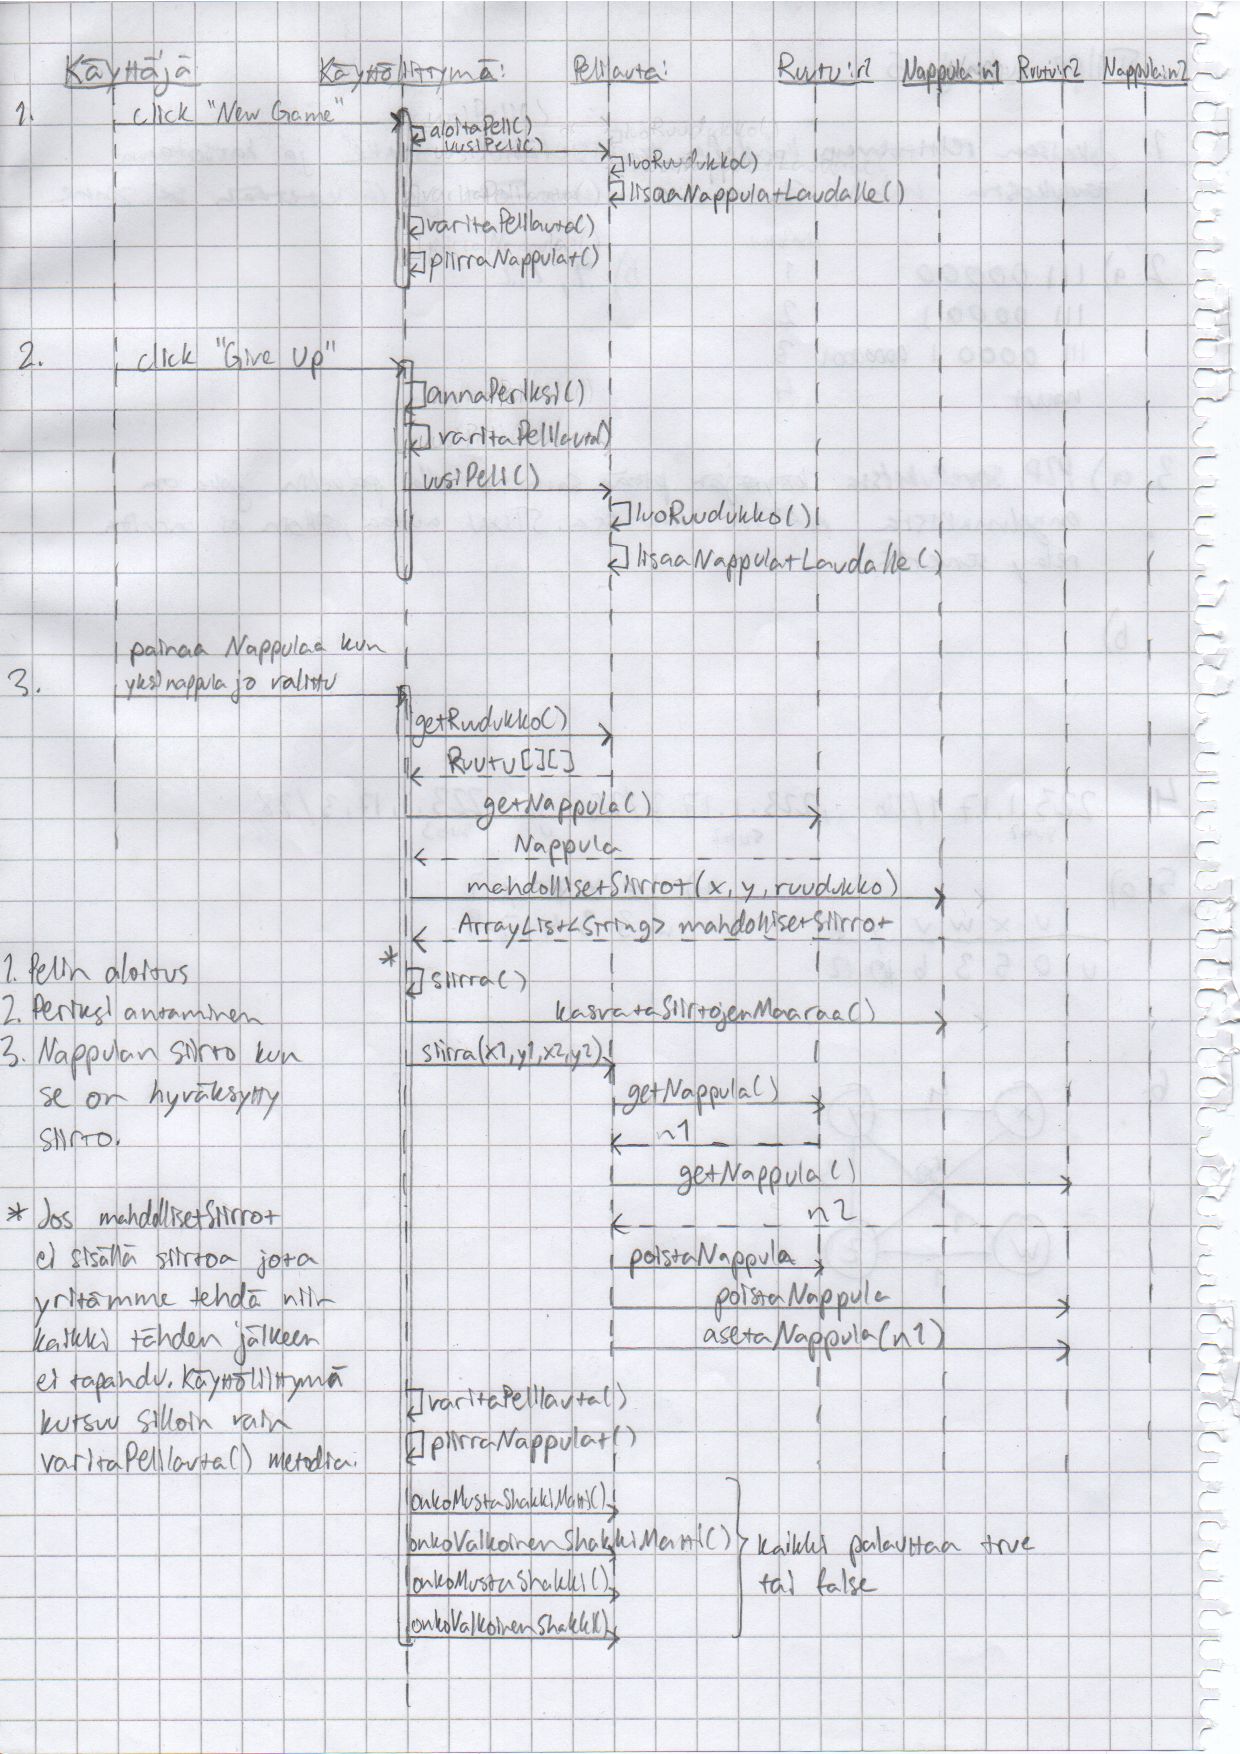 Käyttäjä Käyttöliittymä: Pelilauta: Ruutu:r1 Nappula:n1 Ruutu:r2 Nappula:n2
1. click "New Game"
aloitaPeli()
uusiPeli()
luoRuudukko()
lisaaNappulatLaudalle()
varitaPelilauta()
piirraNappulat()
2. click "Give Up"
annaPeriksi()
varitaPelilauta()
uusiPeli()
luoRuudukko()
lisaaNappulatLaudalle()
painaa Nappulaa kun
3. yksi nappula jo valittu
getRuudukko()
Ruutu[][]
getNappula()
Nappula
mahdollisetSiirrot(x, y, ruudukko)
ArrayList<String> mahdollisetSiirrot
*
siirra()
kasvataSiirtojenMaaraa()
siirra(x1,y1,x2,y2)
getNappula()
n1
getNappula()
n2
poistaNappula
poistaNappula
asetaNappula(n1)
varitaPelilauta()
piirraNappulat()
onkoMustaShakkiMatti()
onkoValkoinenShakkiMatti()
onkoMustaShakki()
onkoValkoinenShakki()
kaikki palauttaa true
tai false
1. Pelin aloitus
2. Periksi antaminen
3. Nappulan siirto kun
se on hyväksytty
siirto.
* Jos mahdollisetSiirrot
ei sisällä siirtoa jota
yritämme tehdä niin
kaikki tähden jälkeen
ei tapahdu. Käyttöliittymä
kutsuu silloin vain
varitaPelilauta() metodia.